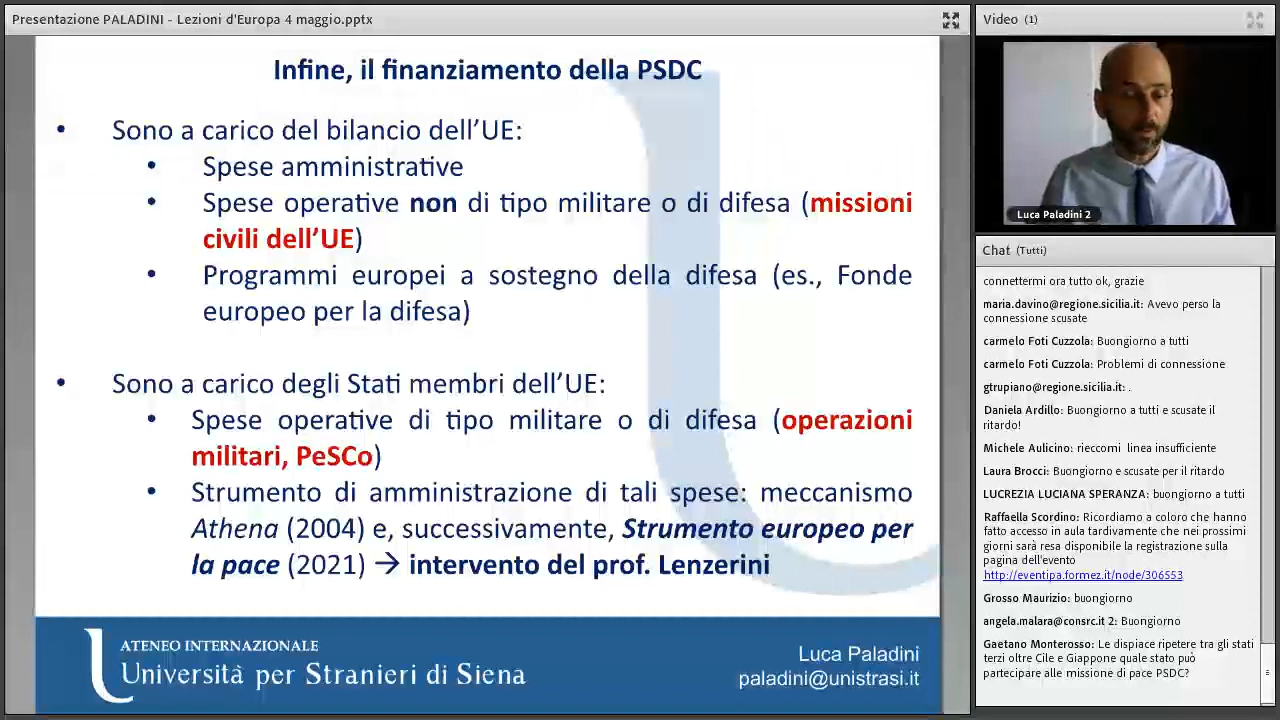 Presentazione PALADINI - Lezioni d'Europa 4 maggio.pptx
Infine, il finanziamento della PSDC
• Sono a carico del bilancio dell'UE:
• Spese amministrative
• Spese operative non di tipo militare o di difesa (missioni
civili dell'UE)
• Programmi europei a sostegno della difesa (es., Fonde
europeo per la difesa)
• Sono a carico degli Stati membri dell'UE:
• Spese operative di tipo militare o di difesa (operazioni
militari, PeSCo)
• Strumento di amministrazione di tali spese: meccanismo
Athena (2004) e, successivamente, Strumento europeo per
la pace (2021) → intervento del prof. Lenzerini
ATENEO INTERNAZIONALE
Università per Stranieri di Siena
Luca Paladini
paladini@unistrasi.it
Video (1)
Luca Paladini 2
Chat (Tutti)
connettermi ora tutto ok, grazie
maria.davino@regione.sicilia.it: Avevo perso la
connessione scusate
carmelo Foti Cuzzola: Buongiorno a tutti
carmelo Foti Cuzzola: Problemi di connessione
gtrupiano@regione.sicilia.it: .
Daniela Ardillo: Buongiorno a tutti e scusate il
ritardo!
Michele Aulicino: rieccomi linea insufficiente
Laura Brocci: Buongiorno e scusate per il ritardo
LUCREZIA LUCIANA SPERANZA: buongiorno a tutti
Raffaella Scordino: Ricordiamo a coloro che hanno
fatto accesso in aula tardivamente che nei prossimi
giorni sarà resa disponibile la registrazione sulla
pagina dell'evento
http://eventipa.formez.it/node/306553
Grosso Maurizio: buongiorno
angela.malara@consrc.it 2: Buongiorno
Gaetano Monterosso: Le dispiace ripetere tra gli stati
terzi oltre Cile e Giappone quale stato può
partecipare alle missione di pace PSDC?